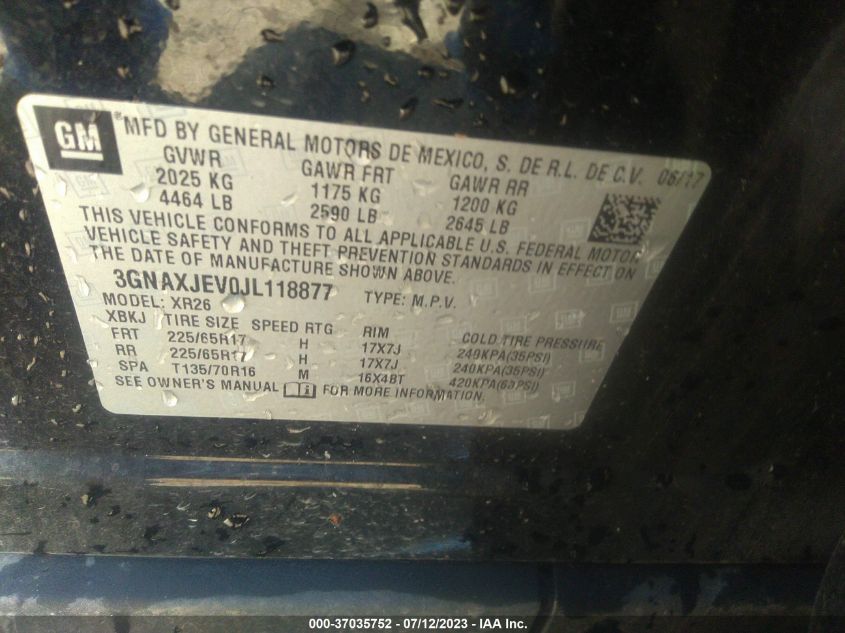 GM ®MFD BY GENERAL MOTORS DE MEXICO, S. DE R.L. DE C.V. 06/17
GVWR GAWR FRT GAWR RR
2025 KG 1175 KG 1200 KG
4464 LB 2590 LB 2645 LB
THIS VEHICLE CONFORMS TO ALL APPLICABLE U.S. FEDERAL MOTOR
VEHICLE SAFETY AND THEFT PREVENTION STANDARDS IN EFFECT ON
THE DATE OF MANUFACTURE SHOWN ABOVE.
3GNAXJEV0JL118877 TYPE: M.P.V.
MODEL: XR26
XBKJ TIRE SIZE SPEED RTG RIM COLD TIRE PRESSURE
FRT 225/65R17 H 17X7J 240KPA(35PSI)
RR 225/65R17 H 17X7J 240KPA(35PSI)
SPA T135/70R16 M 16X4BT 420KPA(60PSI)
SEE OWNER'S MANUAL FOR MORE INFORMATION.
000-37035752 - 07/12/2023 - IAA Inc.